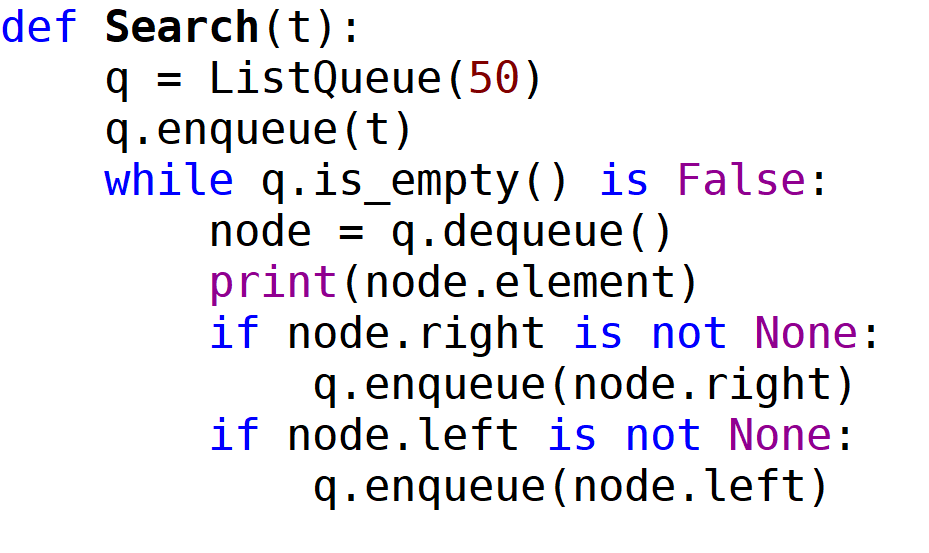 def Search(t):
    q = ListQueue(50)
    q.enqueue(t)
    while q.is_empty() is False:
        node = q.dequeue()
        print(node.element)
        if node.right is not None:
            q.enqueue(node.right)
        if node.left is not None:
            q.enqueue(node.left)